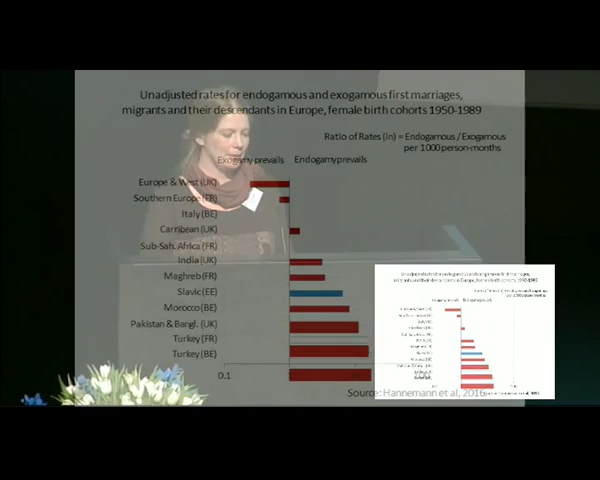 Unadjusted rates for endogamous and exogamous first marriages,
migrants and their descendants in Europe, female birth cohorts 1950-1989
Ratio of Rates (ln) = Endogamous / Exogamous
per 1000 person-months
Exogamy prevails Endogamy prevails
Europe & West (UK)
Southern Europe (FR)
Italy (BE)
Carribean (UK)
Sub-Sah. Africa (FR)
India (UK)
Maghreb (FR)
Slavic (EE)
Morocco (BE)
Pakistan & Bangl. (UK)
Turkey (FR)
Turkey (BE)
0.1
Source: Hannemann et al, 2016